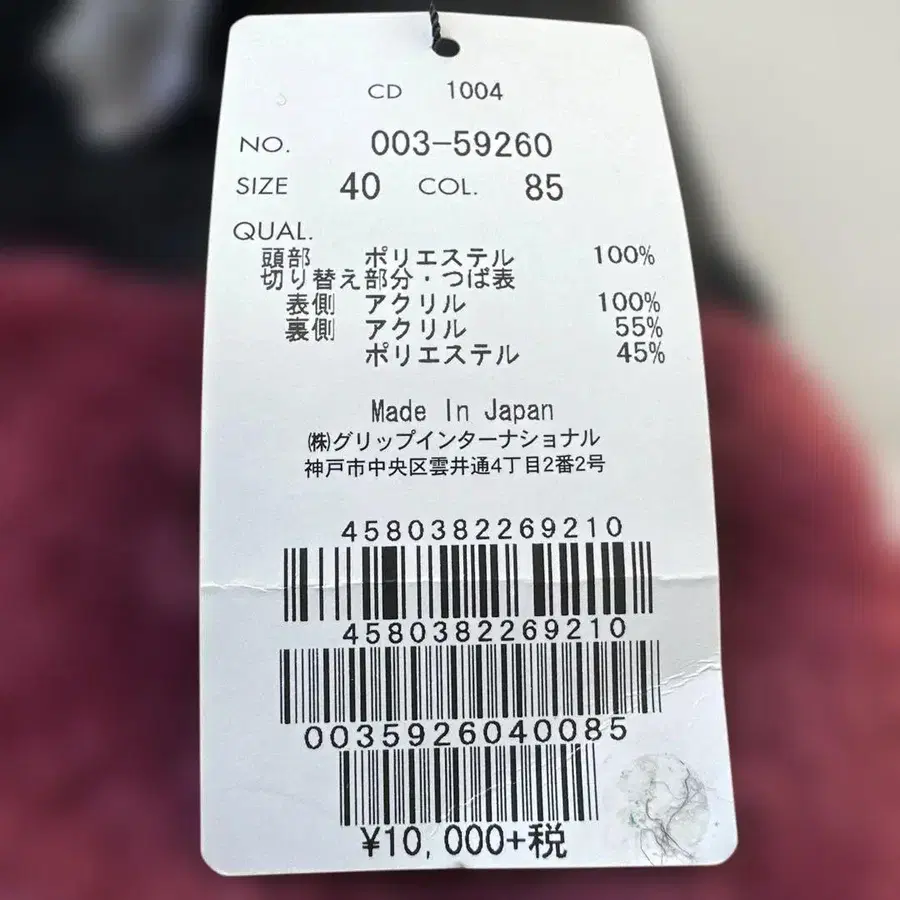 CD 1004
NO. 003-59260
SIZE 40 COL. 85
QUAL.
頭部 ポリエステル 100%
切り替え部分・つば表
表側 アクリル 100%
裏側 アクリル 55%
ポリエステル 45%
Made In Japan
㈱グリップインターナショナル
神戸市中央区雲井通4丁目2番2号
4580382269210
4580382269210
0035926040085
¥10,000+税